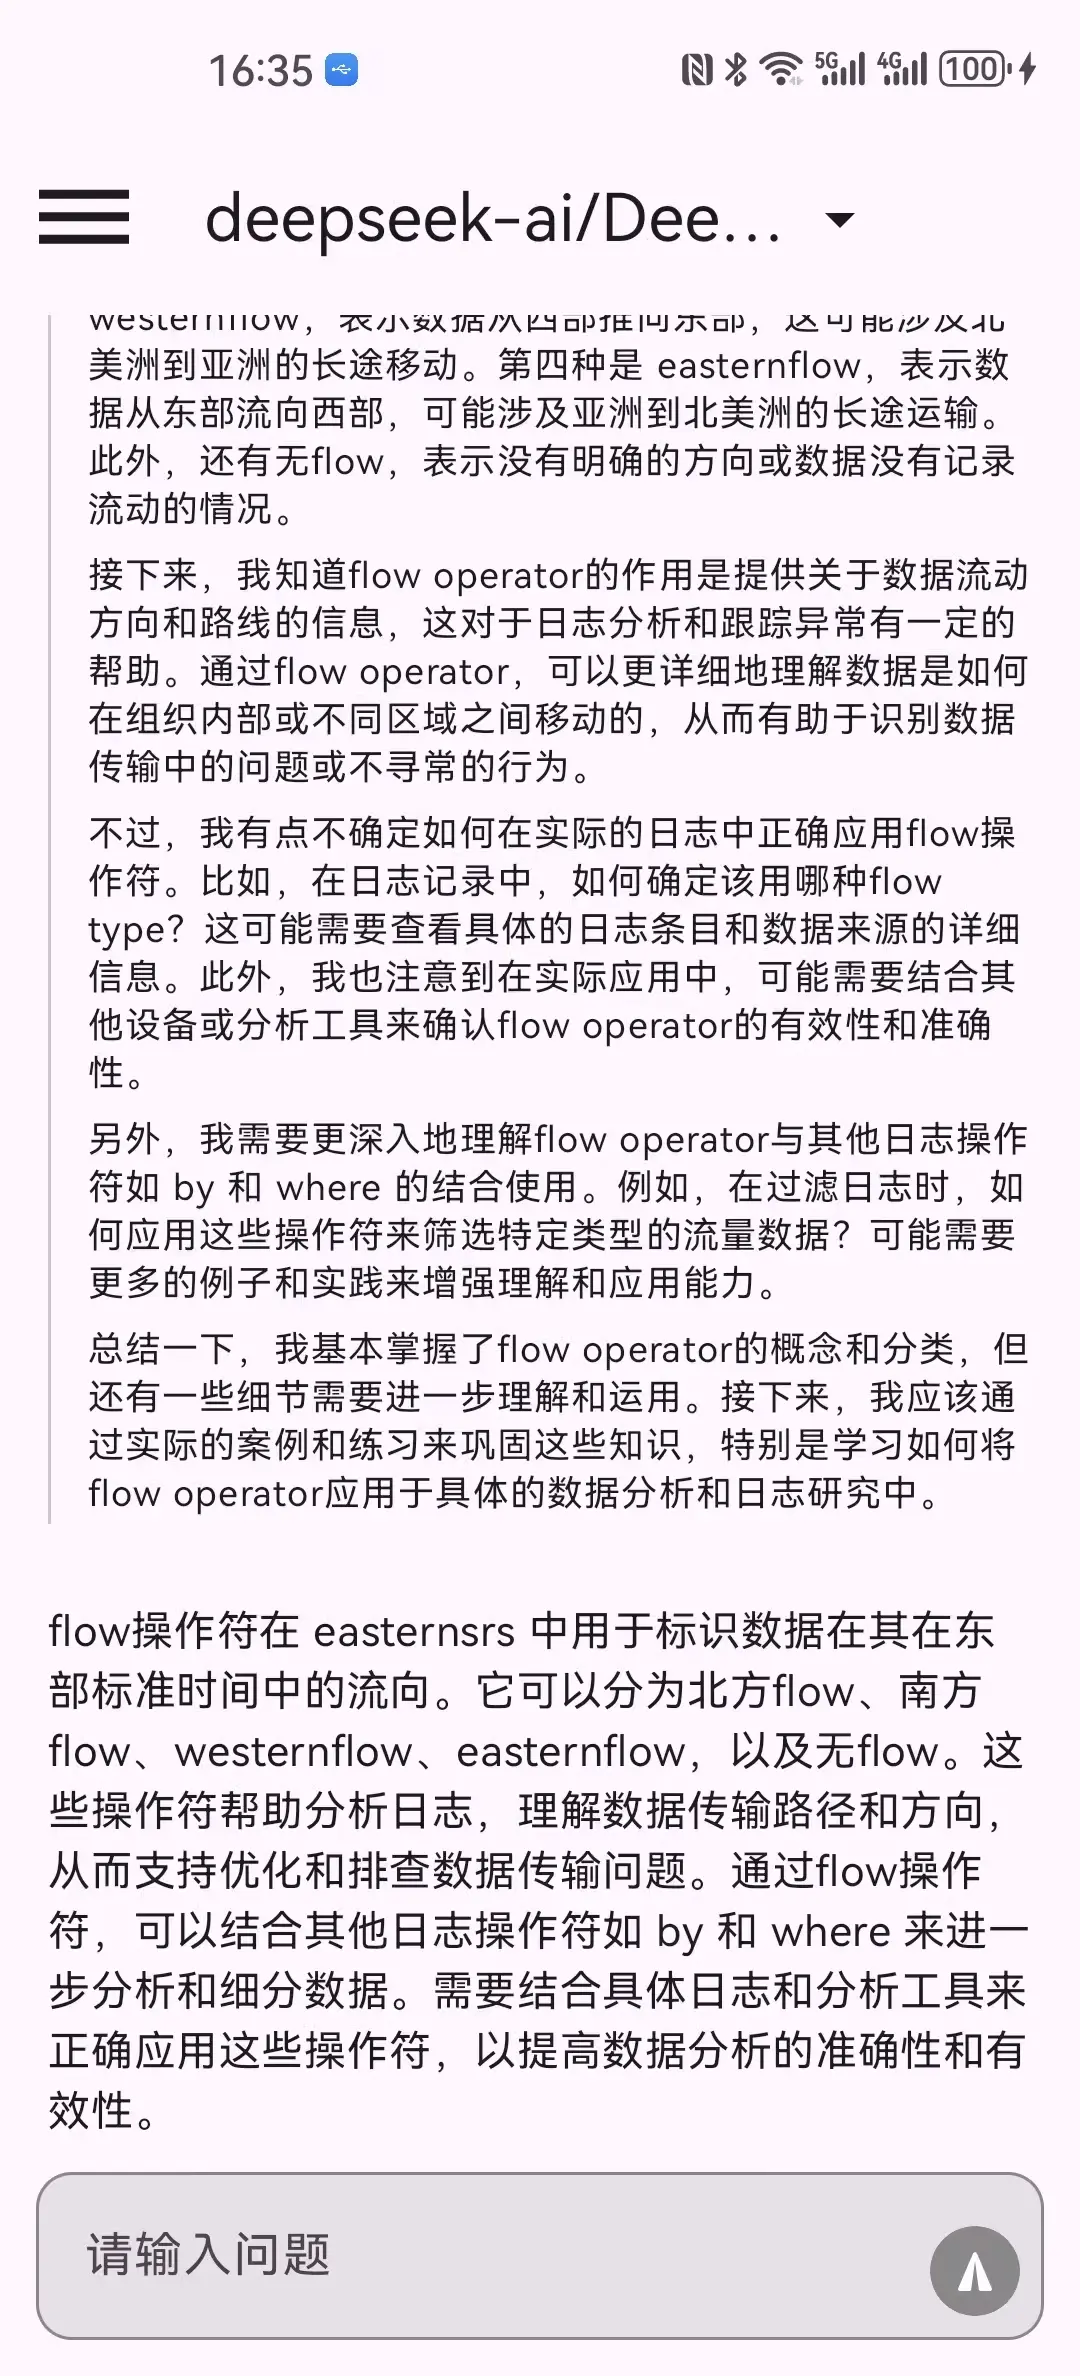 16:35
5G 4G 100
deepseek-ai/Dee...
westernflow，表示数据从西部推向东部，这可能涉及北
美洲到亚洲的长途移动。第四种是 easternflow，表示数
据从东部流向西部，可能涉及亚洲到北美洲的长途运输。
此外，还有无flow，表示没有明确的方向或数据没有记录
流动的情况。
接下来，我知道flow operator的作用是提供关于数据流动
方向和路线的信息，这对于日志分析和跟踪异常有一定的
帮助。通过flow operator，可以更详细地理解数据是如何
在组织内部或不同区域之间移动的，从而有助于识别数据
传输中的问题或不寻常的行为。
不过，我有点不确定如何在实际的日志中正确应用flow操
作符。比如，在日志记录中，如何确定该用哪种flow
type？这可能需要查看具体的日志条目和数据来源的详细
信息。此外，我也注意到在实际应用中，可能需要结合其
他设备或分析工具来确认flow operator的有效性和准确
性。
另外，我需要更深入地理解flow operator与其他日志操作
符如 by 和 where 的结合使用。例如，在过滤日志时，如
何应用这些操作符来筛选特定类型的流量数据？可能需要
更多的例子和实践来增强理解和应用能力。
总结一下，我基本掌握了flow operator的概念和分类，但
还有一些细节需要进一步理解和运用。接下来，我应该通
过实际的案例和练习来巩固这些知识，特别是学习如何将
flow operator应用于具体的数据分析和日志研究中。
flow操作符在 easternsrs 中用于标识数据在其在东
部标准时间中的流向。它可以分为北方flow、南方
flow、westernflow、easternflow，以及无flow。这
些操作符帮助分析日志，理解数据传输路径和方向，
从而支持优化和排查数据传输问题。通过flow操作
符，可以结合其他日志操作符如 by 和 where 来进一
步分析和细分数据。需要结合具体日志和分析工具来
正确应用这些操作符，以提高数据分析的准确性和有
效性。
请输入问题